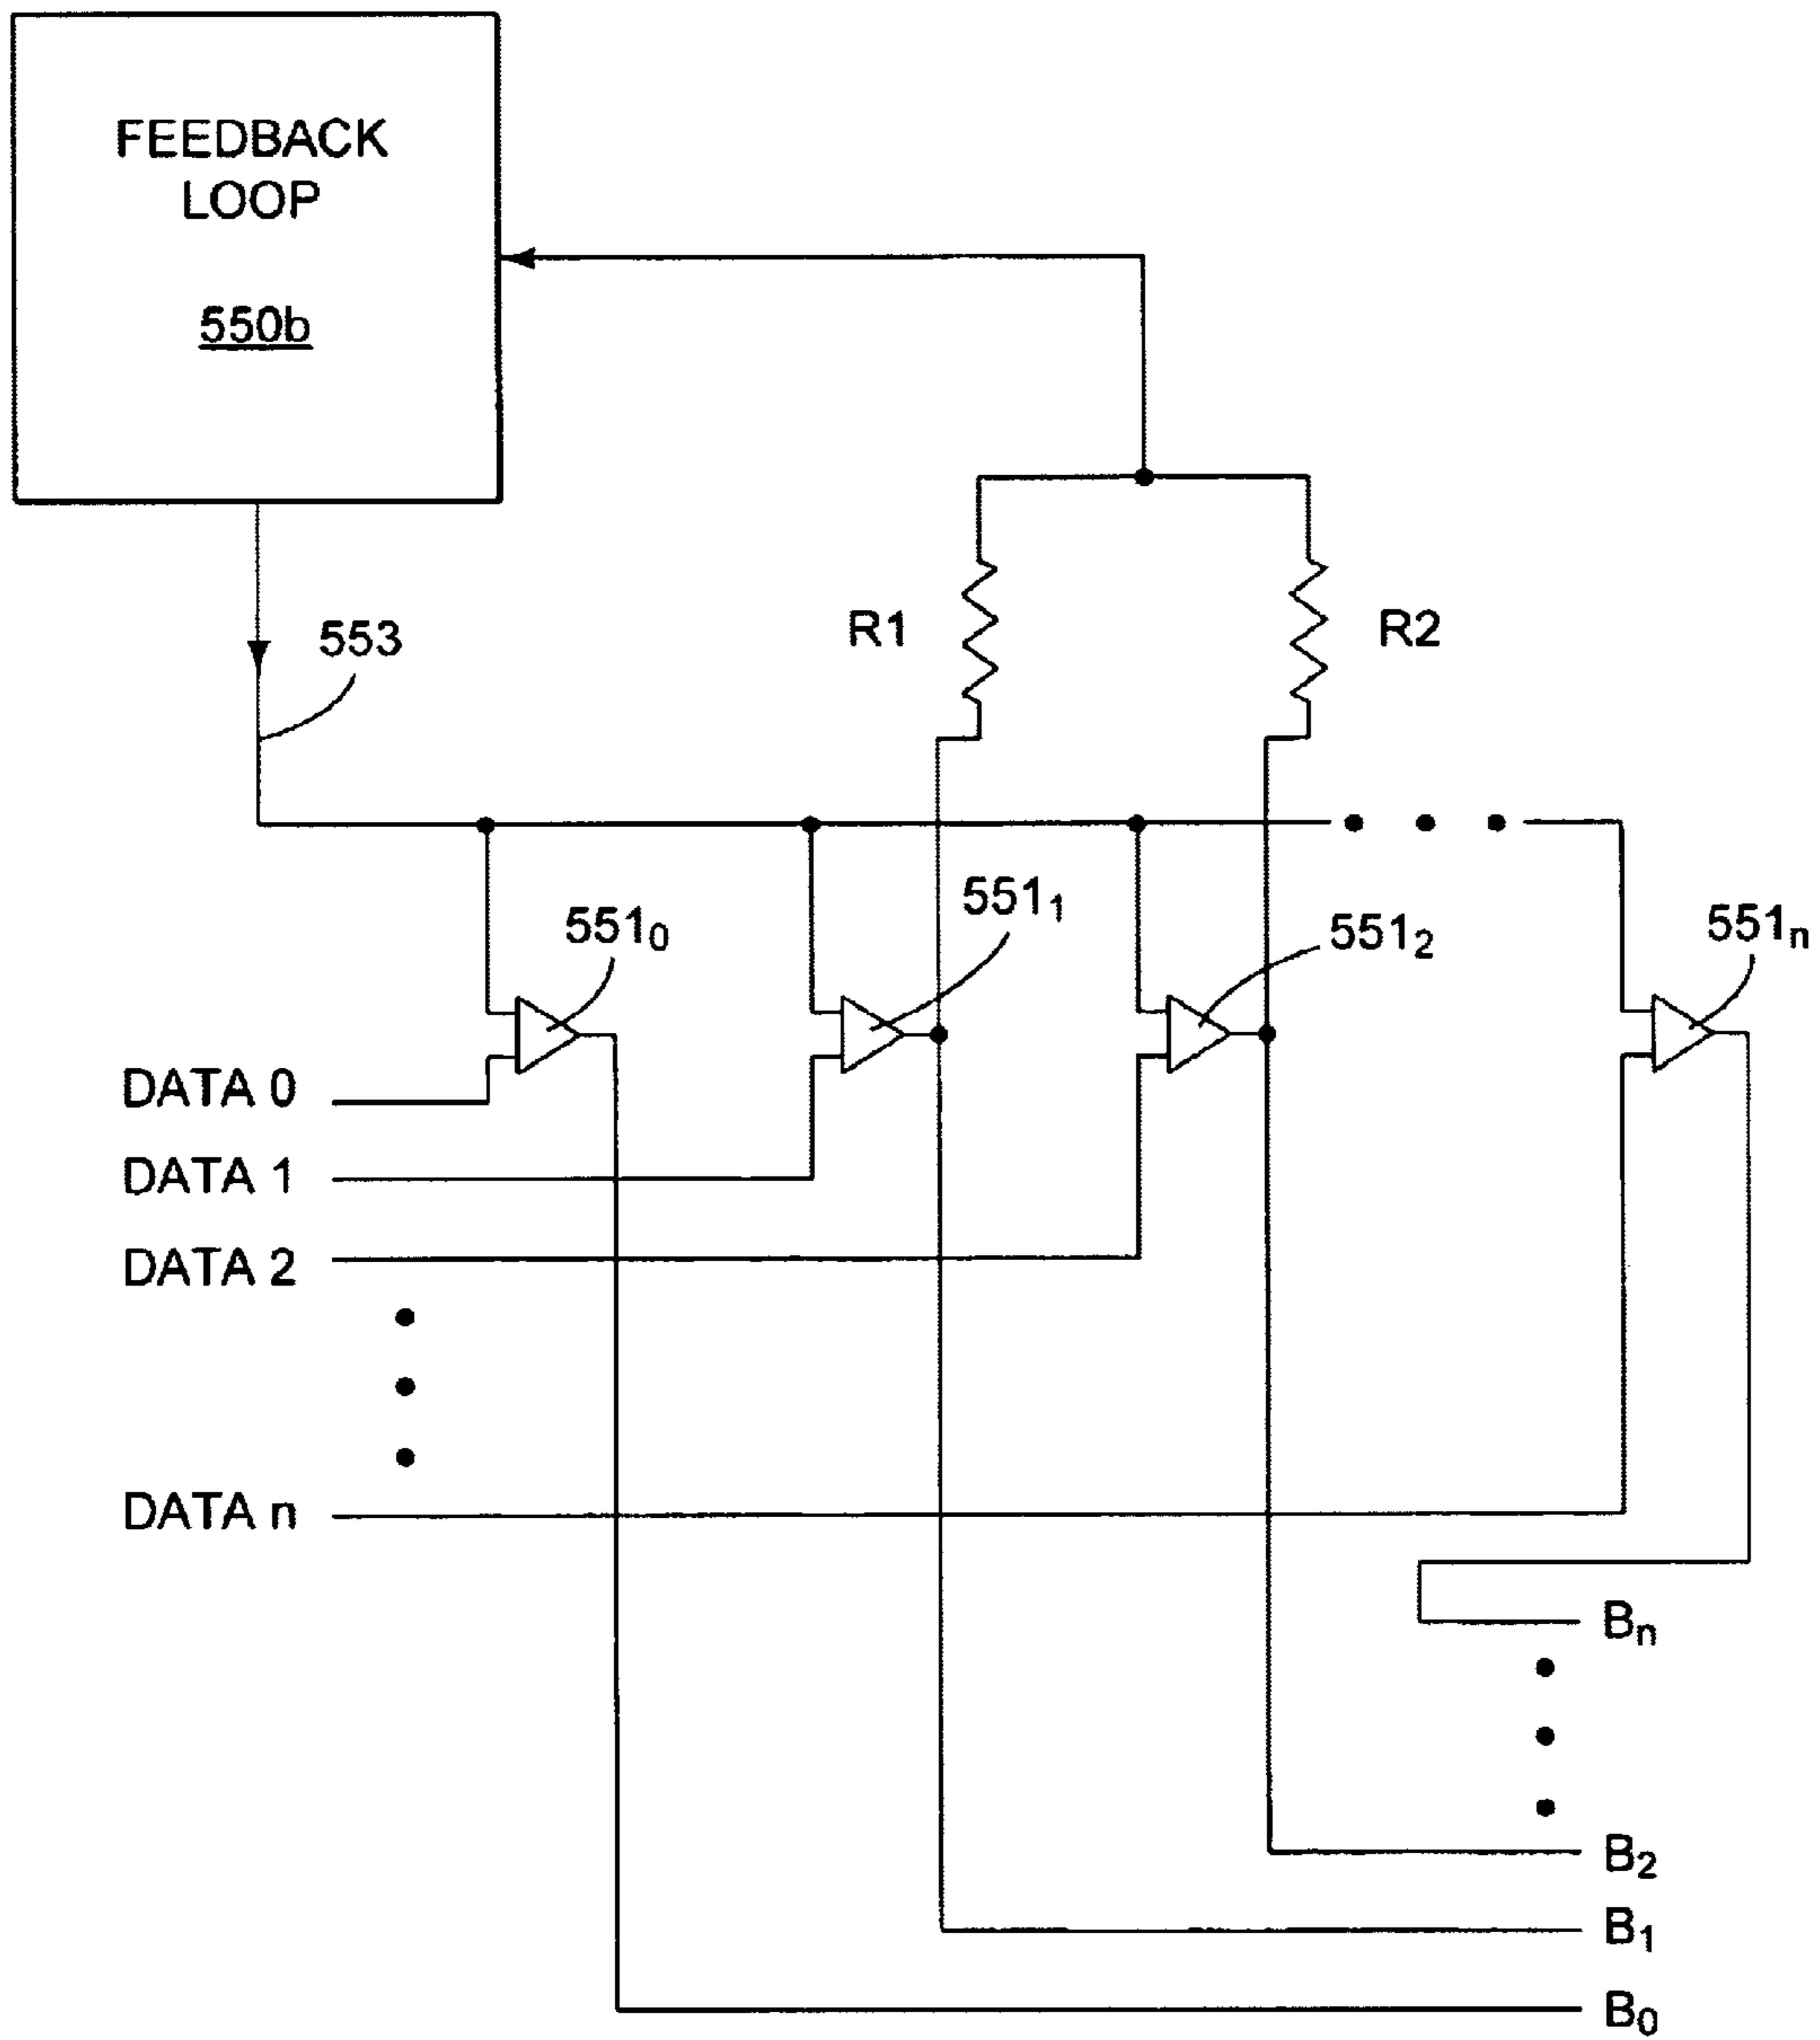 FEEDBACK
LOOP
550b
553
R1
R2
551₀
551₁
551₂
551ₙ
DATA 0
DATA 1
DATA 2
DATA n
Bₙ
B₂
B₁
B₀